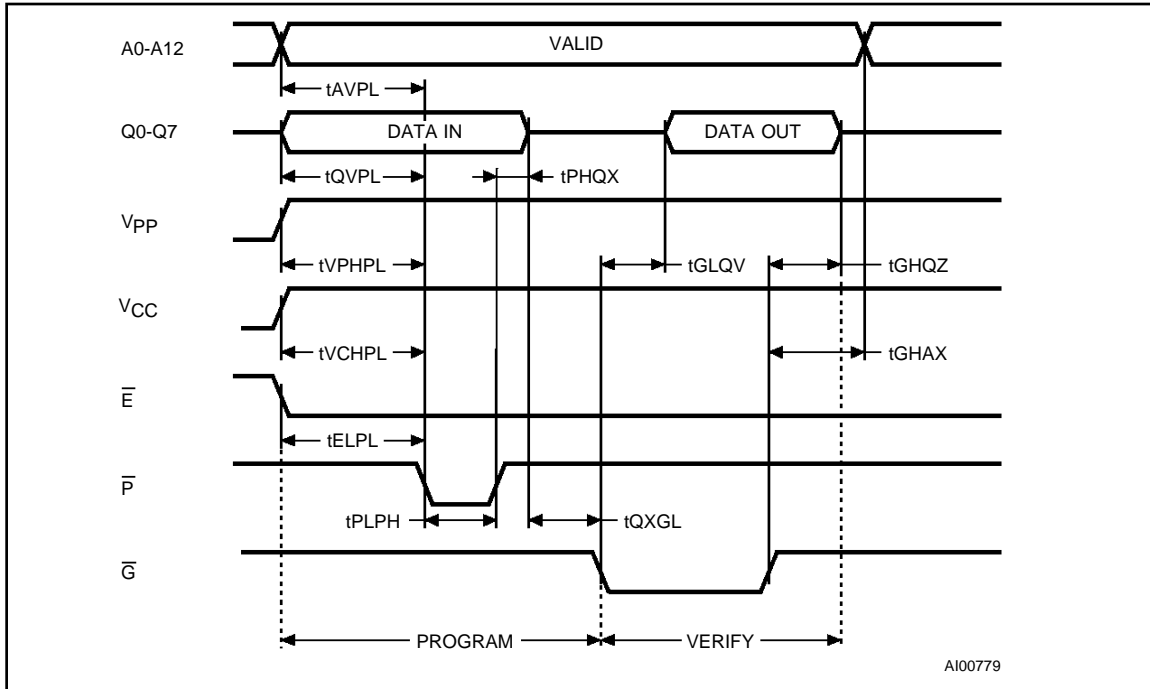 A0-A12
VALID
tAVPL
Q0-Q7
DATA IN
DATA OUT
tQVPL
tPHQX
VPP
tVPHPL
tGLQV
tGHQZ
VCC
tVCHPL
tGHAX
E̅
tELPL
P̅
tPLPH
tQXGL
G̅
PROGRAM
VERIFY
AI00779